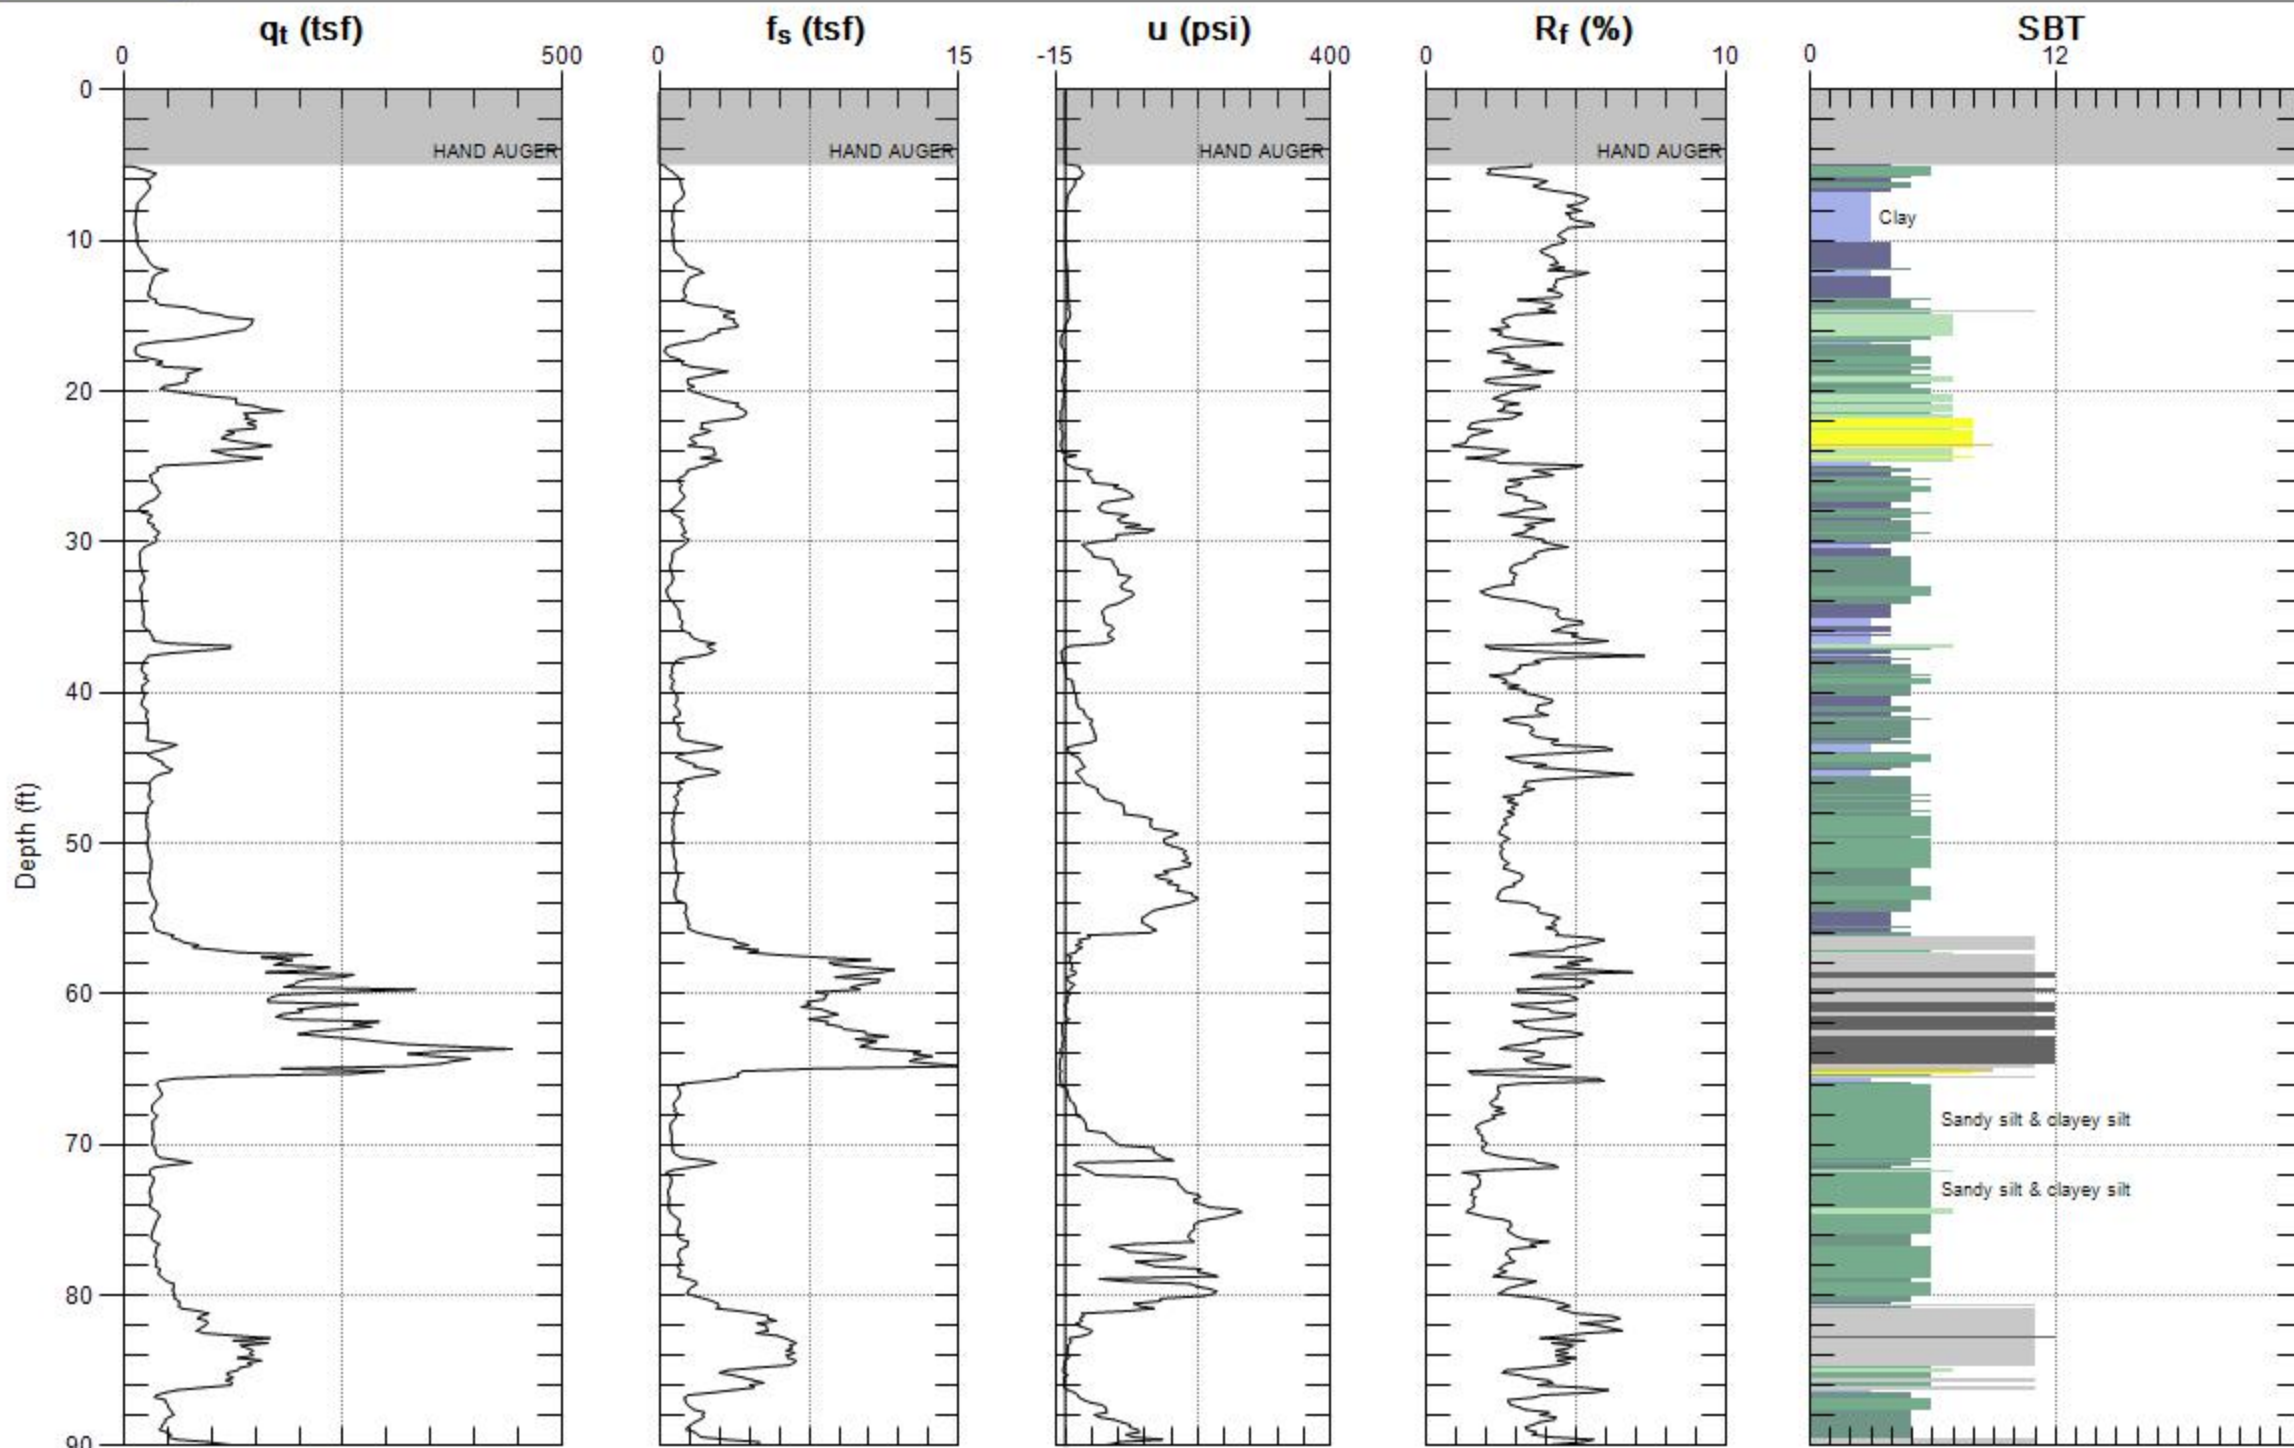 qt (tsf) fs (tsf) u (psi) Rf (%) SBT
0 500 0 15 -15 400 0 10 0 12
0
HAND AUGER HAND AUGER HAND AUGER HAND AUGER
Clay
10
20
30
40
Depth (ft)
50
60
Sandy silt & clayey silt
70
Sandy silt & clayey silt
80
90